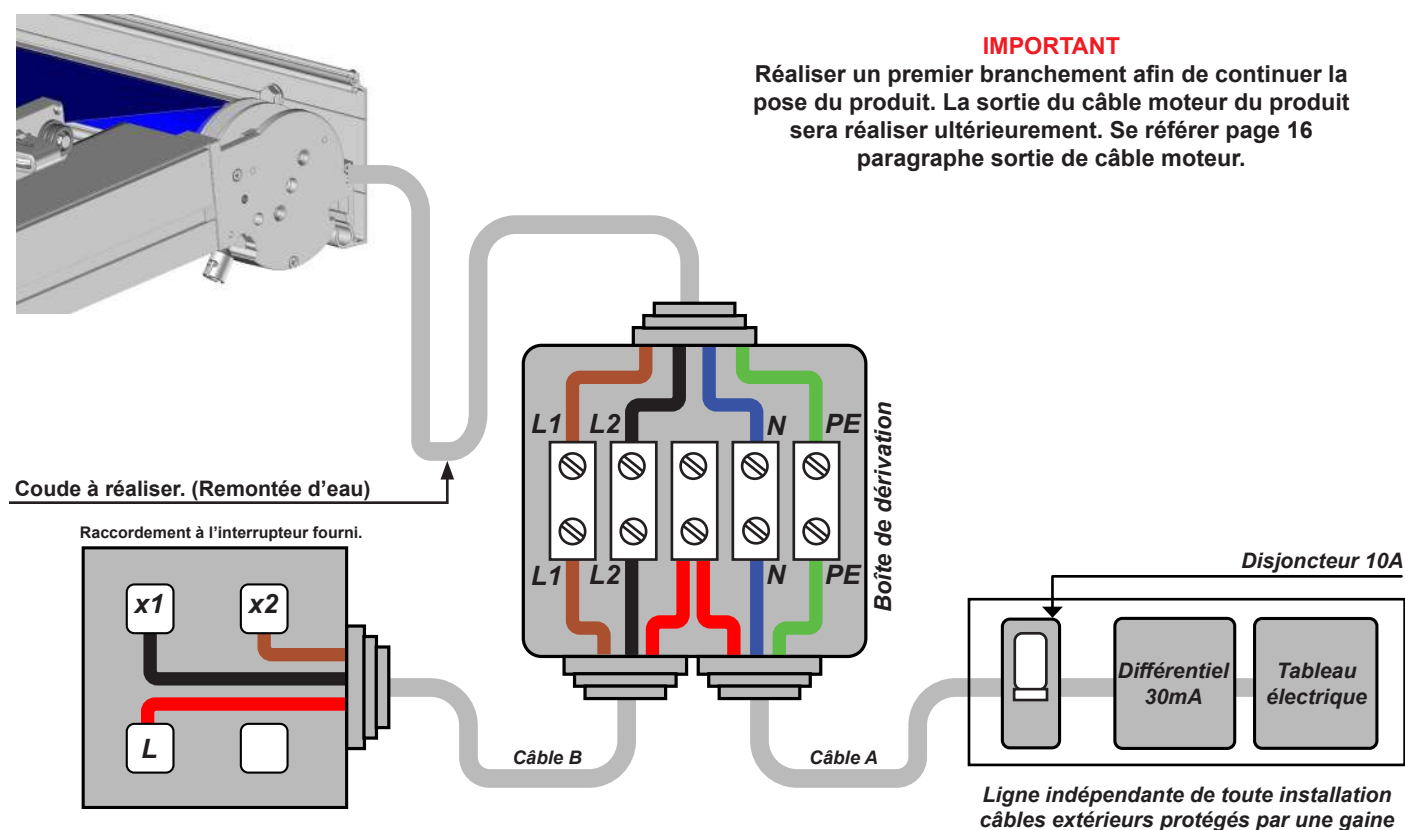 IMPORTANT
Réaliser un premier branchement afin de continuer la
pose du produit. La sortie du câble moteur du produit
sera réaliser ultérieurement. Se référer page 16
paragraphe sortie de câble moteur.
L1 L2 N PE
Boîte de dérivation
Coude à réaliser. (Remontée d'eau)
Raccordement à l'interrupteur fourni.
L1 L2 N PE
Disjoncteur 10A
x1 x2
Différentiel
30mA
Tableau
électrique
L
Câble B
Câble A
Ligne indépendante de toute installation
câbles extérieurs protégés par une gaine